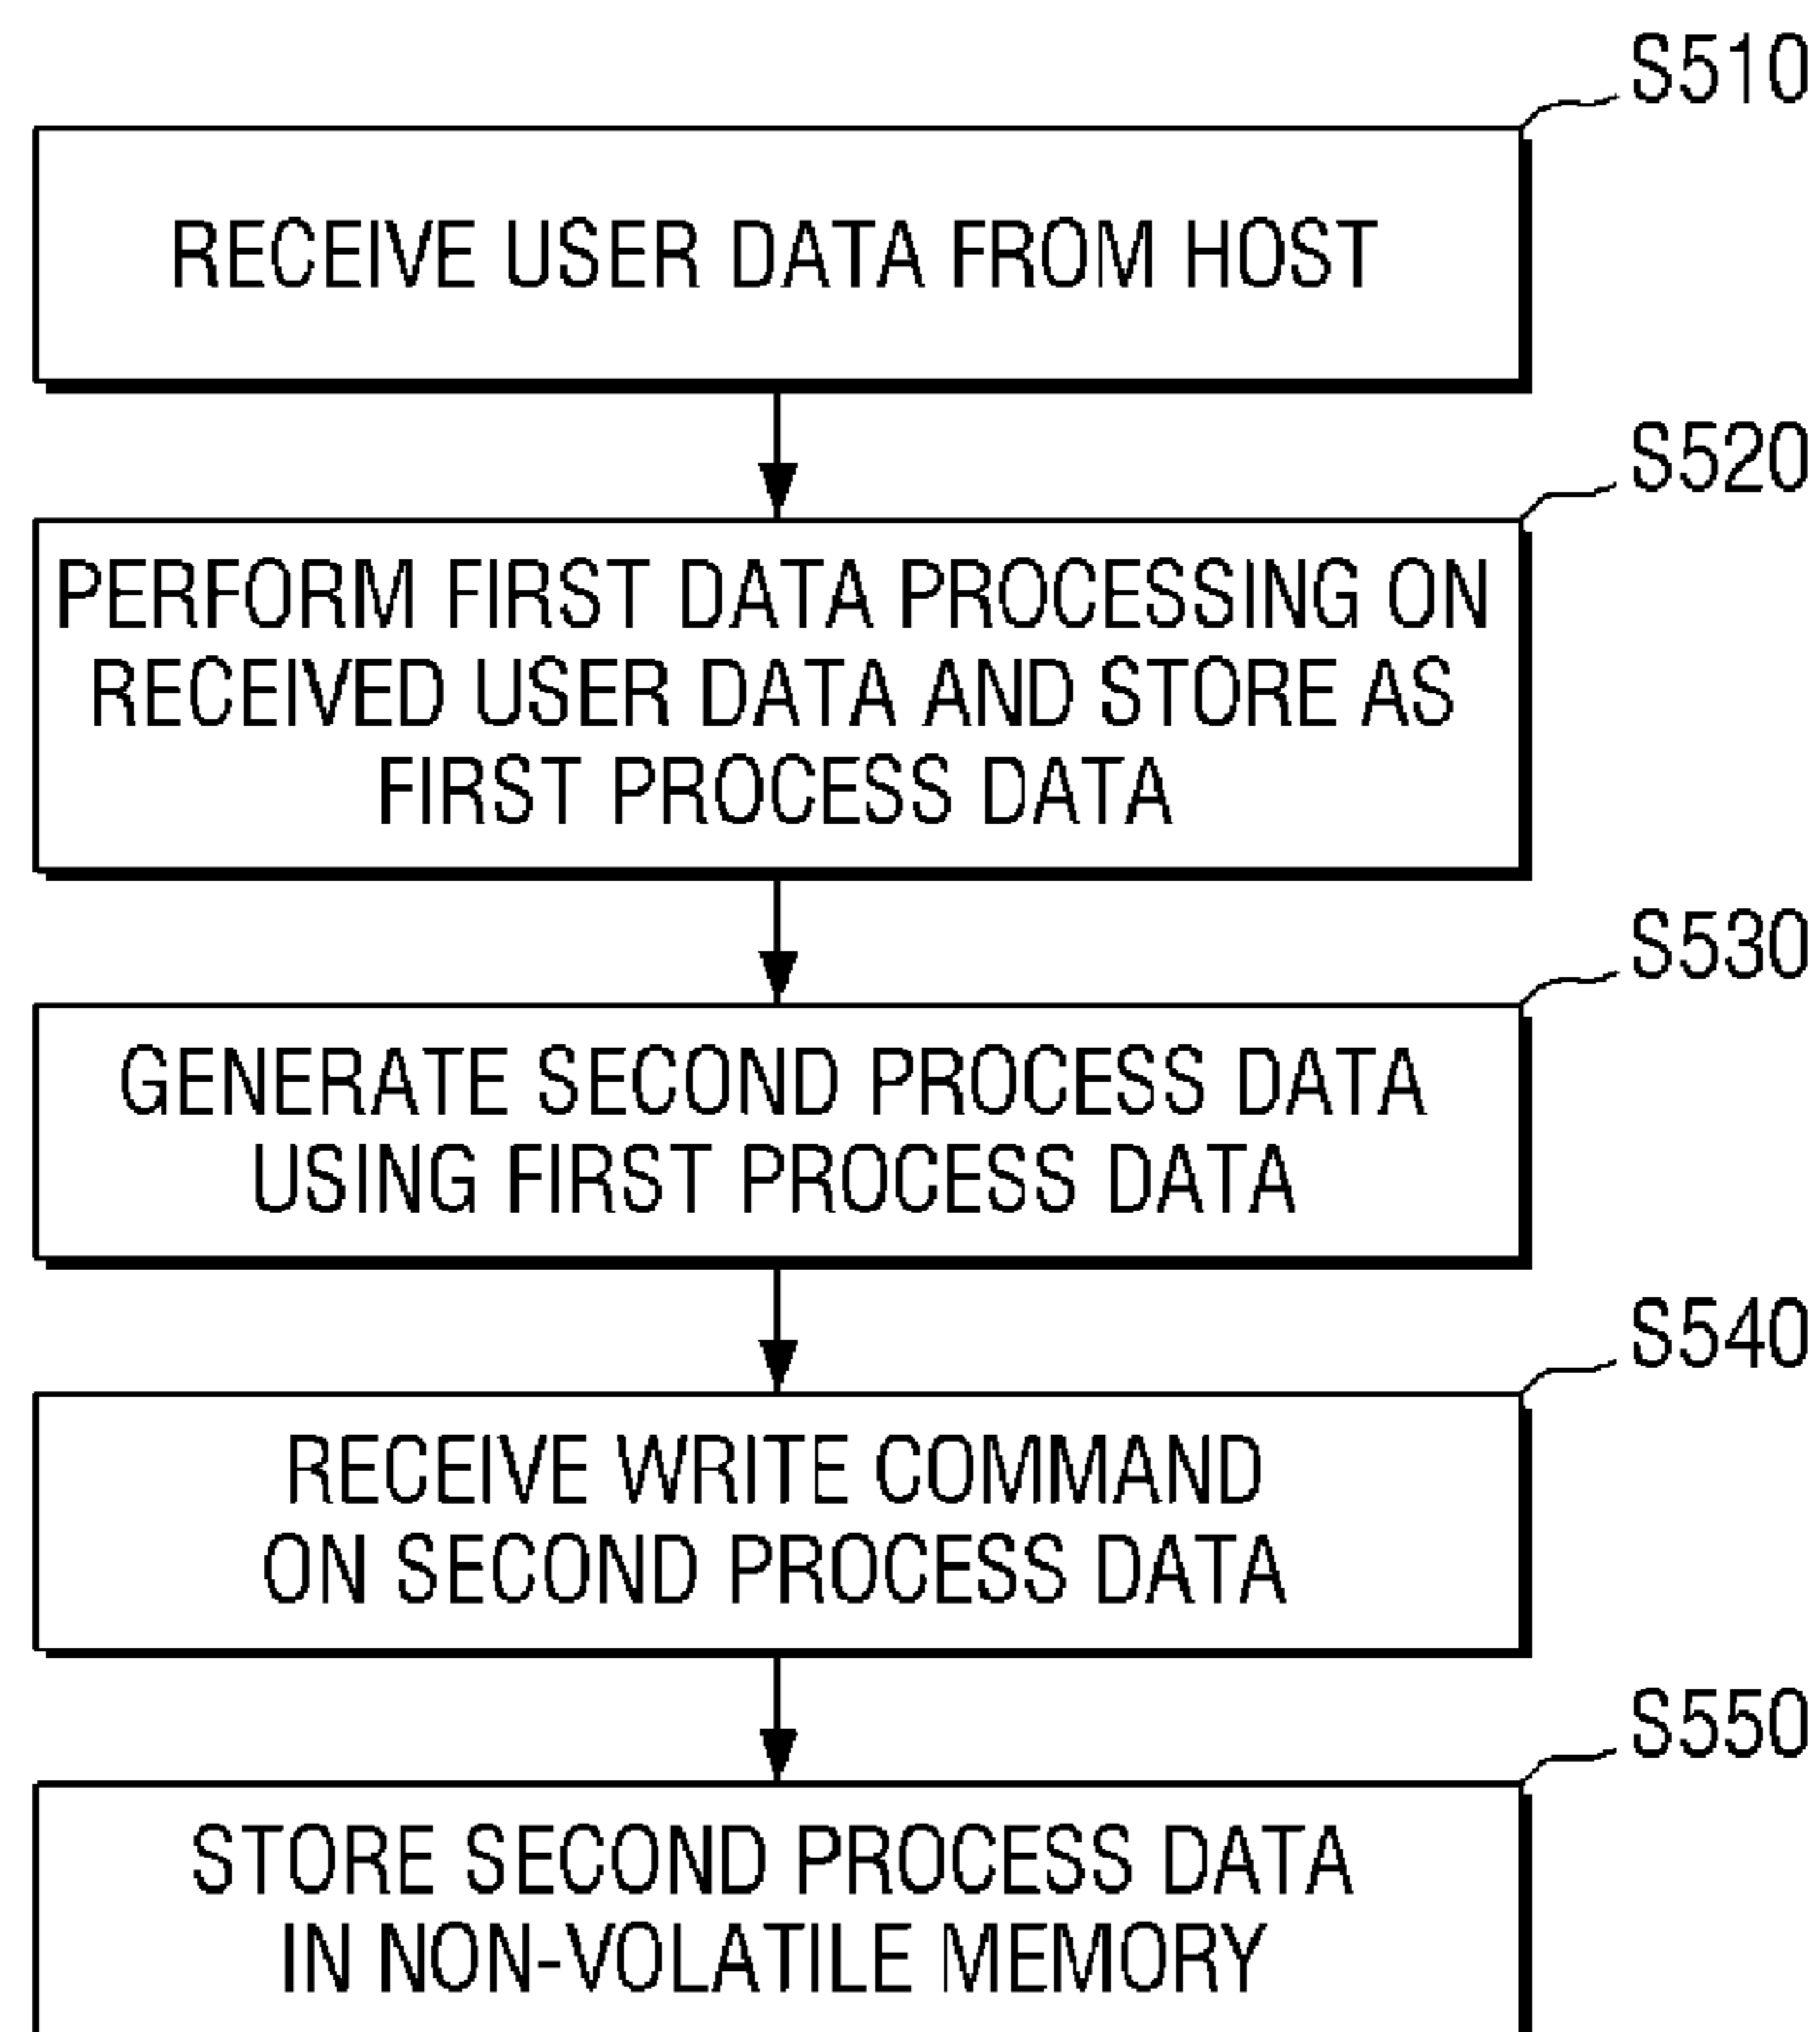 S510
RECEIVE USER DATA FROM HOST
S520
PERFORM FIRST DATA PROCESSING ON
RECEIVED USER DATA AND STORE AS
FIRST PROCESS DATA
S530
GENERATE SECOND PROCESS DATA
USING FIRST PROCESS DATA
S540
RECEIVE WRITE COMMAND
ON SECOND PROCESS DATA
S550
STORE SECOND PROCESS DATA
IN NON-VOLATILE MEMORY